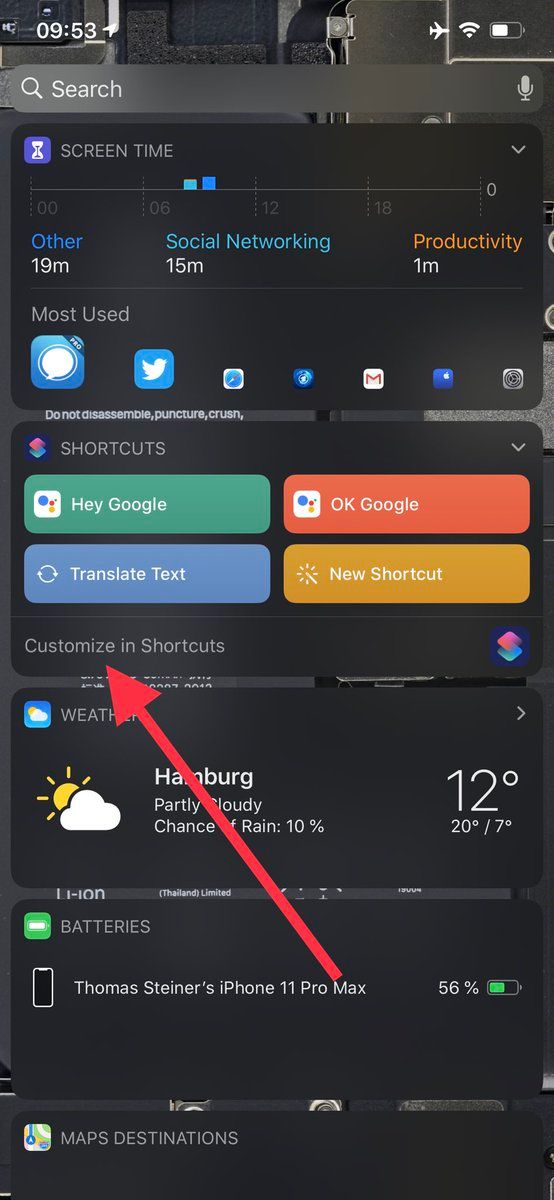 09:53
Search
SCREEN TIME
0
00 06 12 18
Other Social Networking Productivity
19m 15m 1m
Most Used
PRO
Do not disassemble, puncture, crush,
SHORTCUTS
Hey Google OK Google
Translate Text New Shortcut
Customize in Shortcuts
WEATHER
Hamburg
Partly Cloudy
Chance of Rain: 10 %
12°
20° / 7°
Li-ion (Thailand) Limited
BATTERIES
Thomas Steiner’s iPhone 11 Pro Max 56 %
MAPS DESTINATIONS